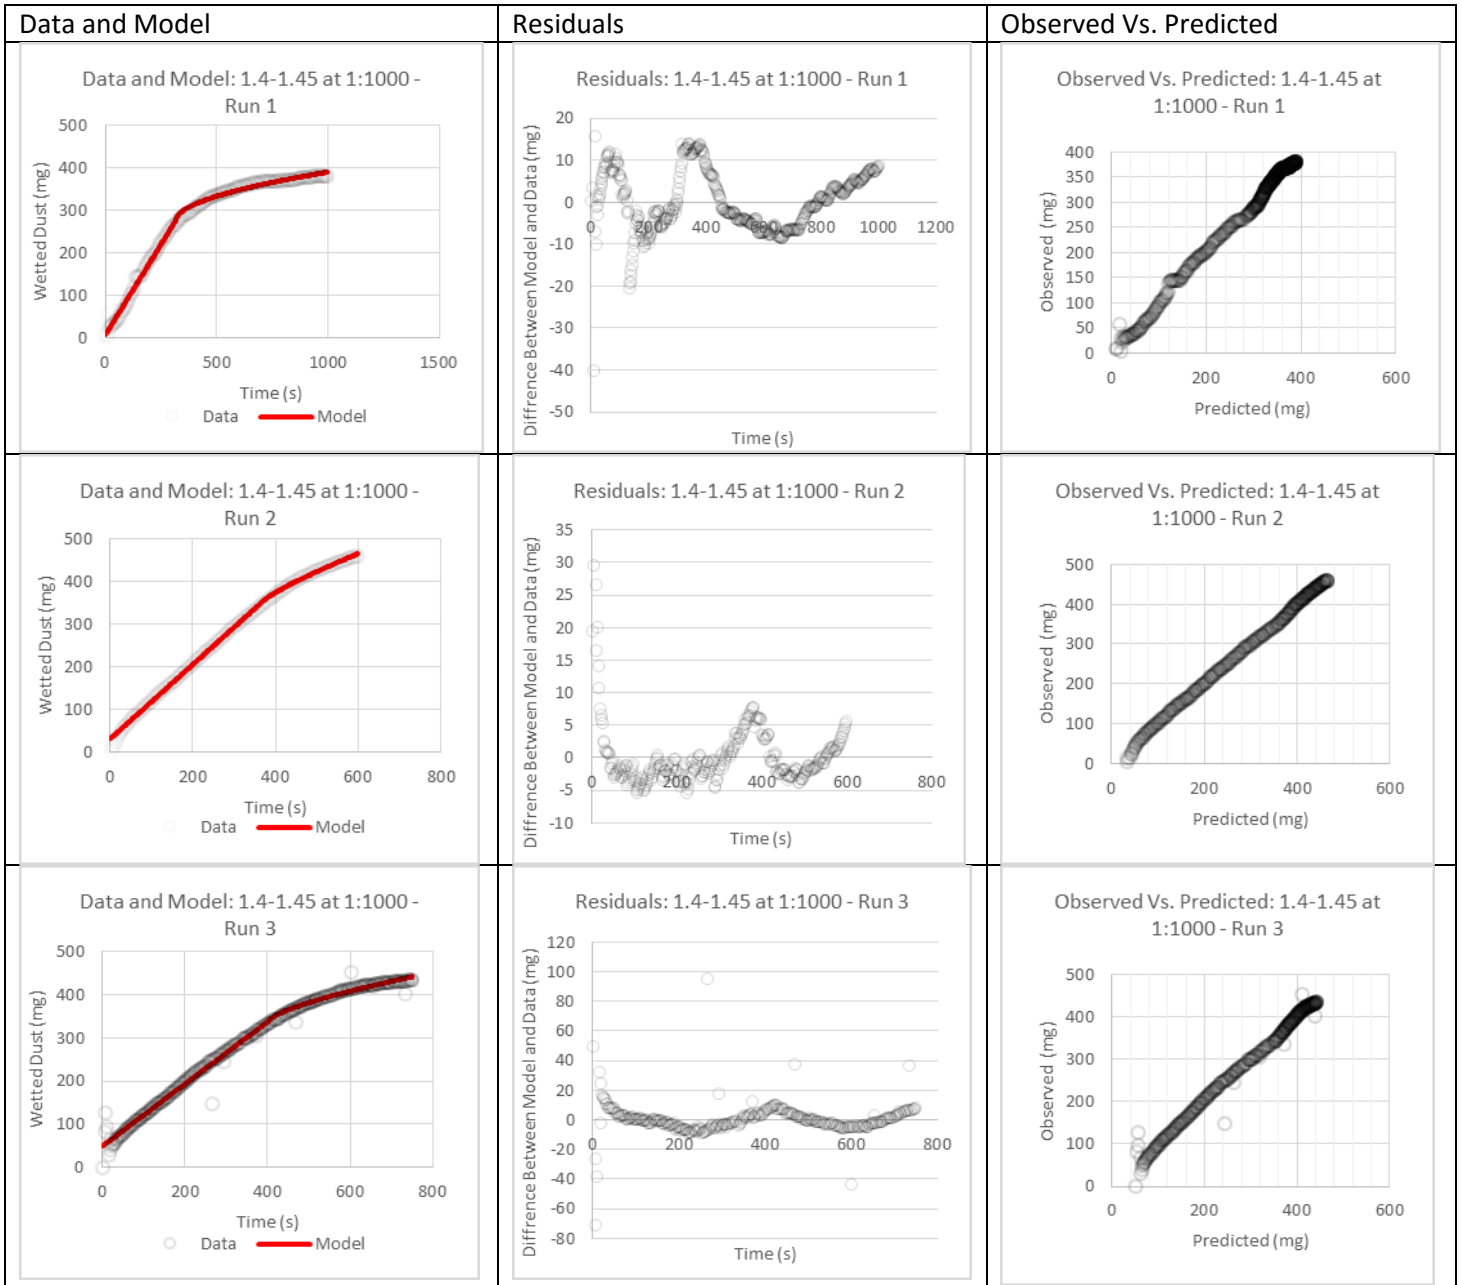 Data and Model
Residuals
Observed Vs. Predicted
Data and Model: 1.4-1.45 at 1:1000 -
Run 1
500
400
300
200
100
0
0
500
1000
1500
Wetted Dust (mg)
Time (s)
Data
Model
Residuals: 1.4-1.45 at 1:1000 - Run 1
20
10
0
-10
-20
-30
-40
-50
0
200
400
600
800
1000
1200
Diffrence Between Model and Data (mg)
Time (s)
Observed Vs. Predicted: 1.4-1.45 at
1:1000 - Run 1
400
350
300
250
200
150
100
50
0
0
200
400
600
Observed (mg)
Predicted (mg)
Data and Model: 1.4-1.45 at 1:1000 -
Run 2
500
400
300
200
100
0
0
200
400
600
800
Wetted Dust (mg)
Time (s)
Data
Model
Residuals: 1.4-1.45 at 1:1000 - Run 2
35
30
25
20
15
10
5
0
-5
-10
0
200
400
600
800
Diffrence Between Model and Data (mg)
Time (s)
Observed Vs. Predicted: 1.4-1.45 at
1:1000 - Run 2
500
400
300
200
100
0
0
200
400
600
Observed (mg)
Predicted (mg)
Data and Model: 1.4-1.45 at 1:1000 -
Run 3
500
400
300
200
100
0
0
200
400
600
800
Wetted Dust (mg)
Time (s)
Data
Model
Residuals: 1.4-1.45 at 1:1000 - Run 3
120
100
80
60
40
20
0
-20
-40
-60
-80
0
200
400
600
800
Diffrence Between Model and Data (mg)
Time (s)
Observed Vs. Predicted: 1.4-1.45 at
1:1000 - Run 3
500
400
300
200
100
0
0
200
400
600
Observed (mg)
Predicted (mg)